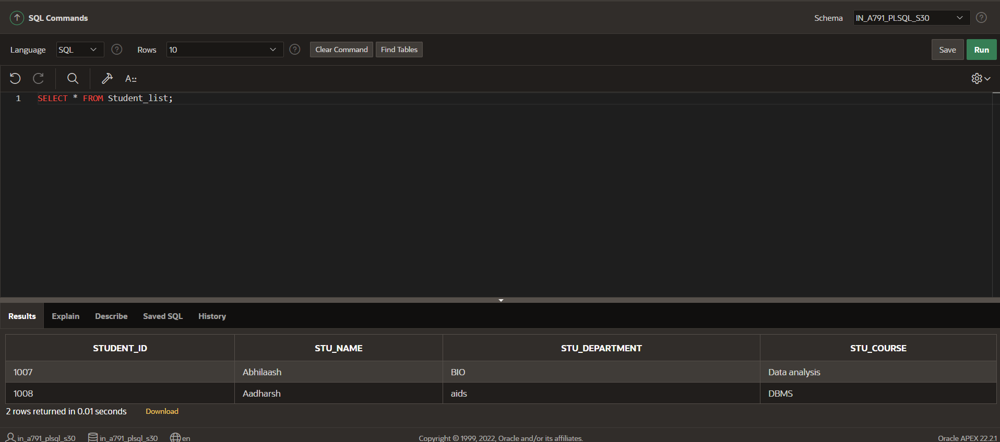 SQL Commands
Schema IN_A791_PLSQL_S30 ?
Language SQL ? Rows 10 ? Clear Command Find Tables Save Run
A::
1 SELECT * FROM Student_list;
Results Explain Describe Saved SQL History
STUDENT_ID STU_NAME STU_DEPARTMENT STU_COURSE
1007 Abhilaash BIO Data analysis
1008 Aadharsh aids DBMS
2 rows returned in 0.01 seconds Download
in_a791_plsql_s30 in_a791_plsql_s30 en Copyright © 1999, 2022, Oracle and/or its affiliates. Oracle APEX 22.2.1